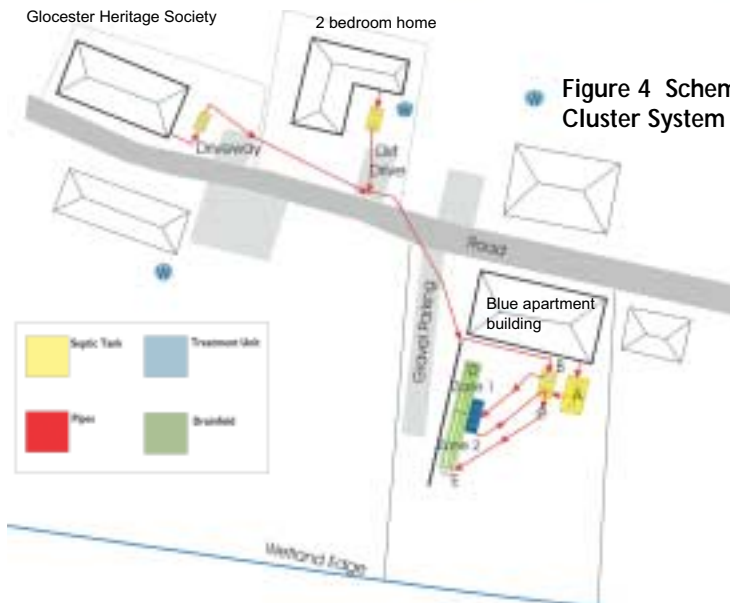 Glocester Heritage Society
2 bedroom home
W
W
Figure 4 Schem
Cluster System
Driveway
Dirt
Drive
W
Road
Gravel Parking
Blue apartment
building
Septic Tank
Treatment Unit
Pipes
Drainfield
B
A
Zone 1
Zone 2
E
Wetland Edge